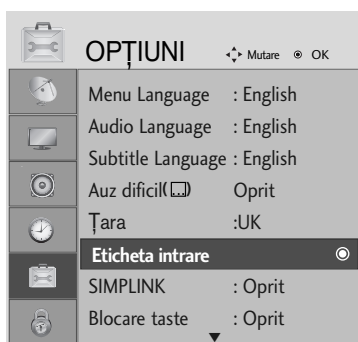 OPȚIUNI Mutare OK
Menu Language : English
Audio Language : English
Subtitle Language : English
Auz dificil( ) Oprit
Țara :UK
Eticheta intrare
SIMPLINK : Oprit
Blocare taste : Oprit